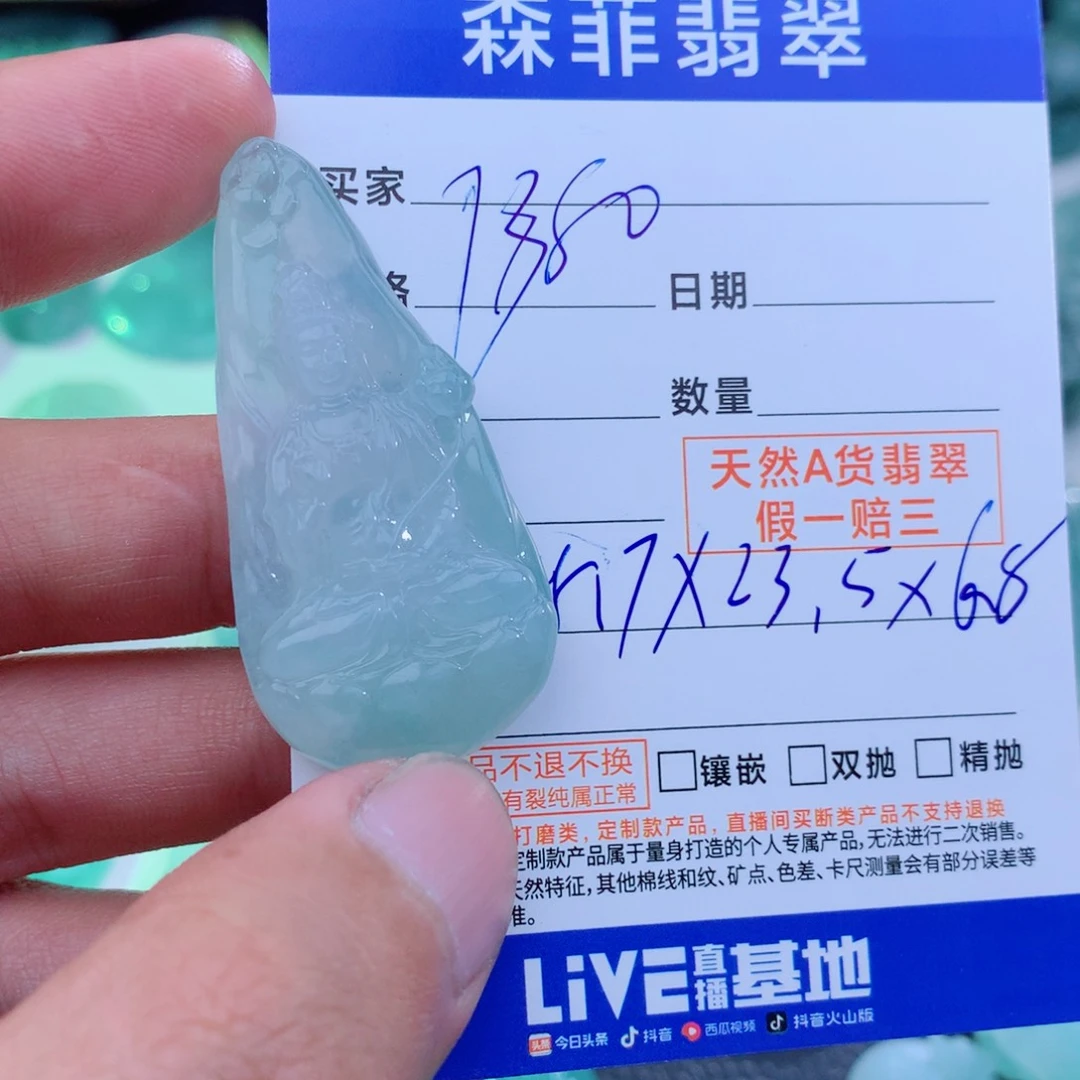 森菲翡翠
买家
7380
格
日期
数量
天然A货翡翠
假一赔三
7X23.5X6.8
品不退不换
有裂纯属正常
镶嵌 双抛 精抛
打磨类，定制款产品，直播间买断类产品不支持退换
定制款产品属于量身打造的个人专属产品，无法进行二次销售。
天然特征，其他棉线和纹、矿点、色差、卡尺测量会有部分误差等
准。
LiVE直播基地
头条 今日头条 抖音 西瓜视频 抖音火山版